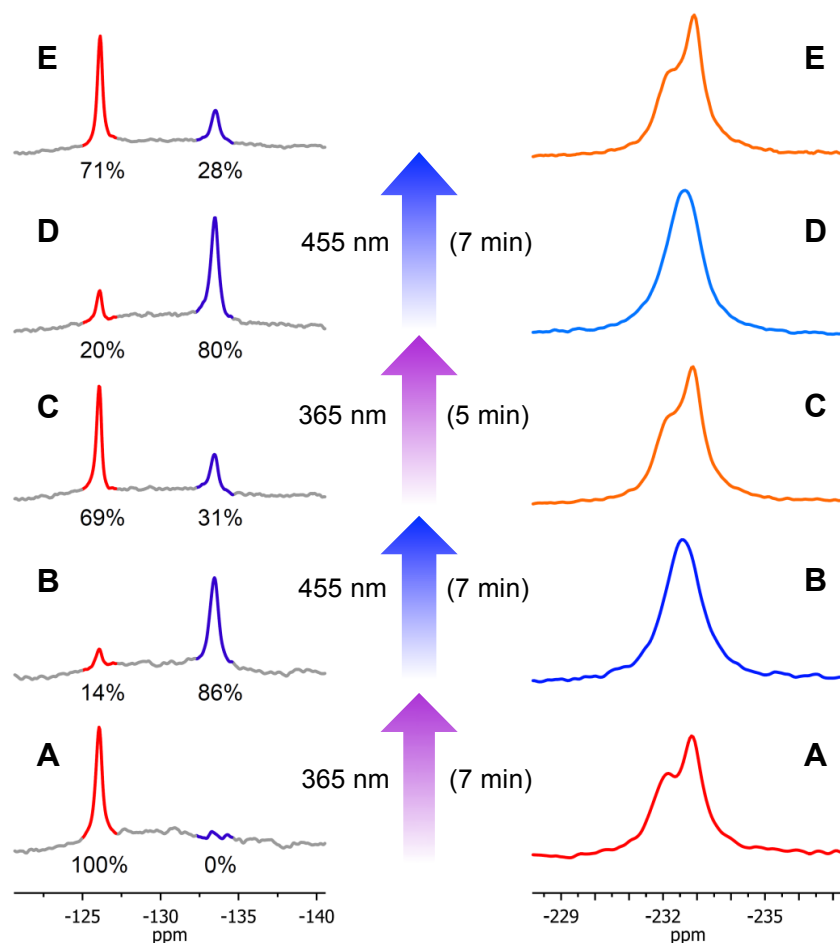 E
71% 28%
E
455 nm (7 min)
D
20% 80%
D
365 nm (5 min)
C
69% 31%
C
455 nm (7 min)
B
14% 86%
B
365 nm (7 min)
A
100% 0%
A
-125 -130 -135 -140
ppm
-229 -232 -235
ppm